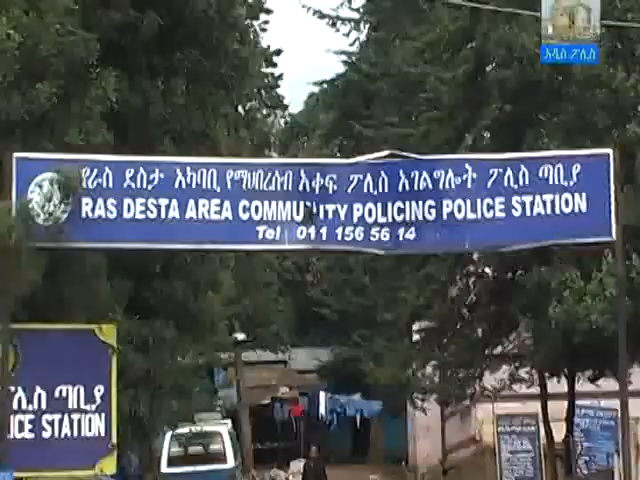 አዲስ ፖሊስ
የራስ ደስታ አካባቢ የማህበረሰብ አቀፍ ፖሊስ አገልግሎት ፖሊስ ጣቢያ
RAS DESTA AREA COMMUNITY POLICING POLICE STATION
Tel 011 156 56 14
ፖሊስ ጣቢያ
ICE STATION